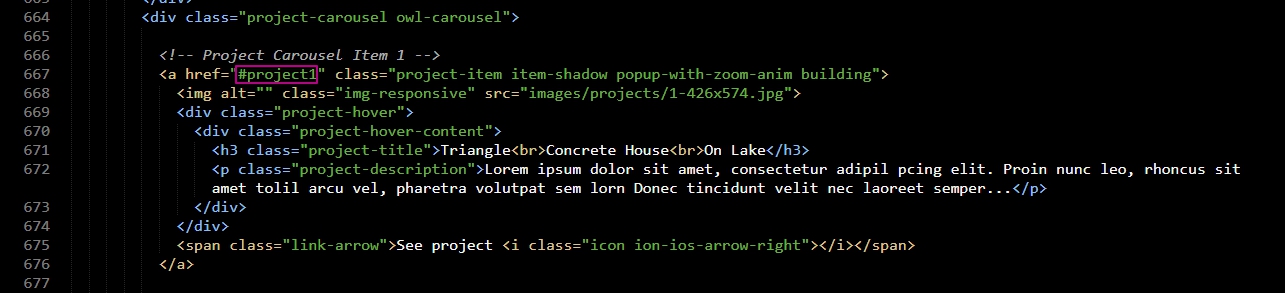 663 </div>
664 <div class="project-carousel owl-carousel">
665
666 <!-- Project Carousel Item 1 -->
667 <a href="#project1" class="project-item item-shadow popup-with-zoom-anim building">
668 <img alt="" class="img-responsive" src="images/projects/1-426x574.jpg">
669 <div class="project-hover">
670 <div class="project-hover-content">
671 <h3 class="project-title">Triangle<br>Concrete House<br>On Lake</h3>
672 <p class="project-description">Lorem ipsum dolor sit amet, consectetur adipil pcing elit. Proin nunc leo, rhoncus sit
amet tolil arcu vel, pharetra volutpat sem lorn Donec tincidunt velit nec laoreet semper...</p>
673 </div>
674 </div>
675 <span class="link-arrow">See project <i class="icon ion-ios-arrow-right"></i></span>
676 </a>
677